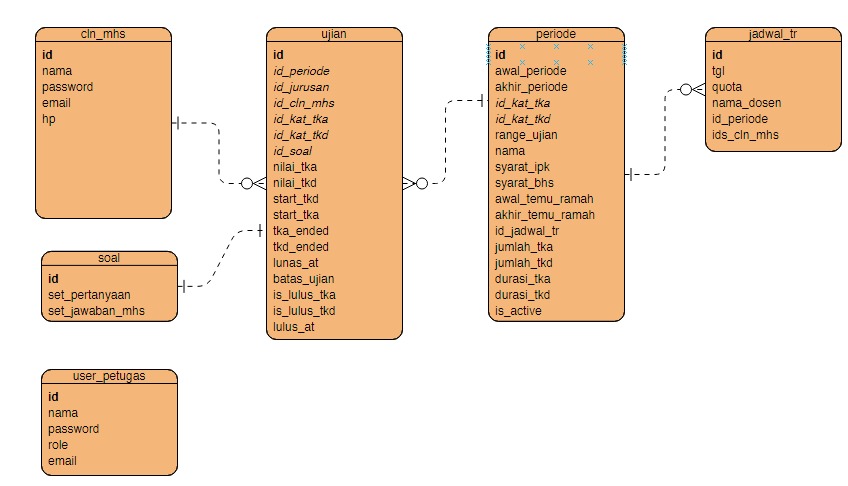 cln_mhs
id
nama
password
email
hp
ujian
id
id_periode
id_jurusan
id_cln_mhs
id_kat_tka
id_kat_tkd
id_soal
nilai_tka
nilai_tkd
start_tkd
start_tka
tka_ended
tkd_ended
lunas_at
batas_ujian
is_lulus_tka
is_lulus_tkd
lulus_at
periode
id
awal_periode
akhir_periode
id_kat_tka
id_kat_tkd
range_ujian
nama
syarat_ipk
syarat_bhs
awal_temu_ramah
akhir_temu_ramah
id_jadwal_tr
jumlah_tka
jumlah_tkd
durasi_tka
durasi_tkd
is_active
jadwal_tr
id
tgl
quota
nama_dosen
id_periode
ids_cln_mhs
soal
id
set_pertanyaan
set_jawaban_mhs
user_petugas
id
nama
password
role
email